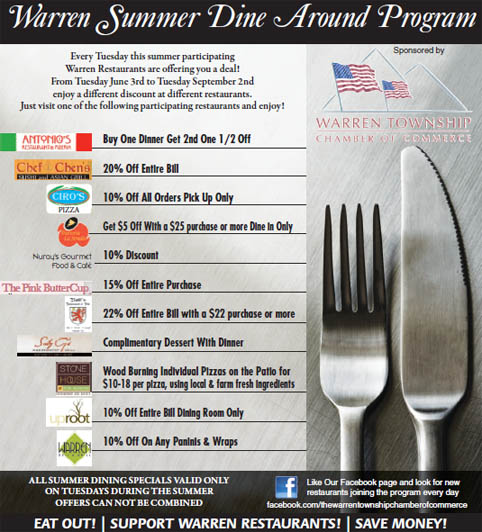 Warren Summer Dine Around Program
Every Tuesday this summer participating
Warren Restaurants are offering you a deal!
From Tuesday June 3rd to Tuesday September 2nd
enjoy a different discount at different restaurants.
Just visit one of the following participating restaurants and enjoy!
Sponsored by
WARREN TOWNSHIP
CHAMBER OF COMMERCE
ANTONIO'S
Buy One Dinner Get 2nd One 1/2 Off
Chef Chen's
SUSHI and ASIAN GRILL
20% Off Entire Bill
CIRO'S
PIZZA
10% Off All Orders Pick Up Only
Get $5 Off With a $25 purchase or more Dine in Only
Nuray's Gourmet
Food & Café
10% Discount
The Pink ButterCup
15% Off Entire Purchase
22% Off Entire Bill with a $22 purchase or more
Complimentary Dessert With Dinner
STONE
HOUSE
Wood Burning Individual Pizzas on the Patio for
$10-18 per pizza, using local & farm fresh ingredients
uproot
10% Off Entire Bill Dining Room Only
WARREN
10% Off On Any Paninis & Wraps
ALL SUMMER DINING SPECIALS VALID ONLY
ON TUESDAYS DURING THE SUMMER
OFFERS CAN NOT BE COMBINED
f
Like Our Facebook page and look for new
restaurants joining the program every day
facebook.com/thewarrentownshipchamberofcommerce
EAT OUT! | SUPPORT WARREN RESTAURANTS! | SAVE MONEY!